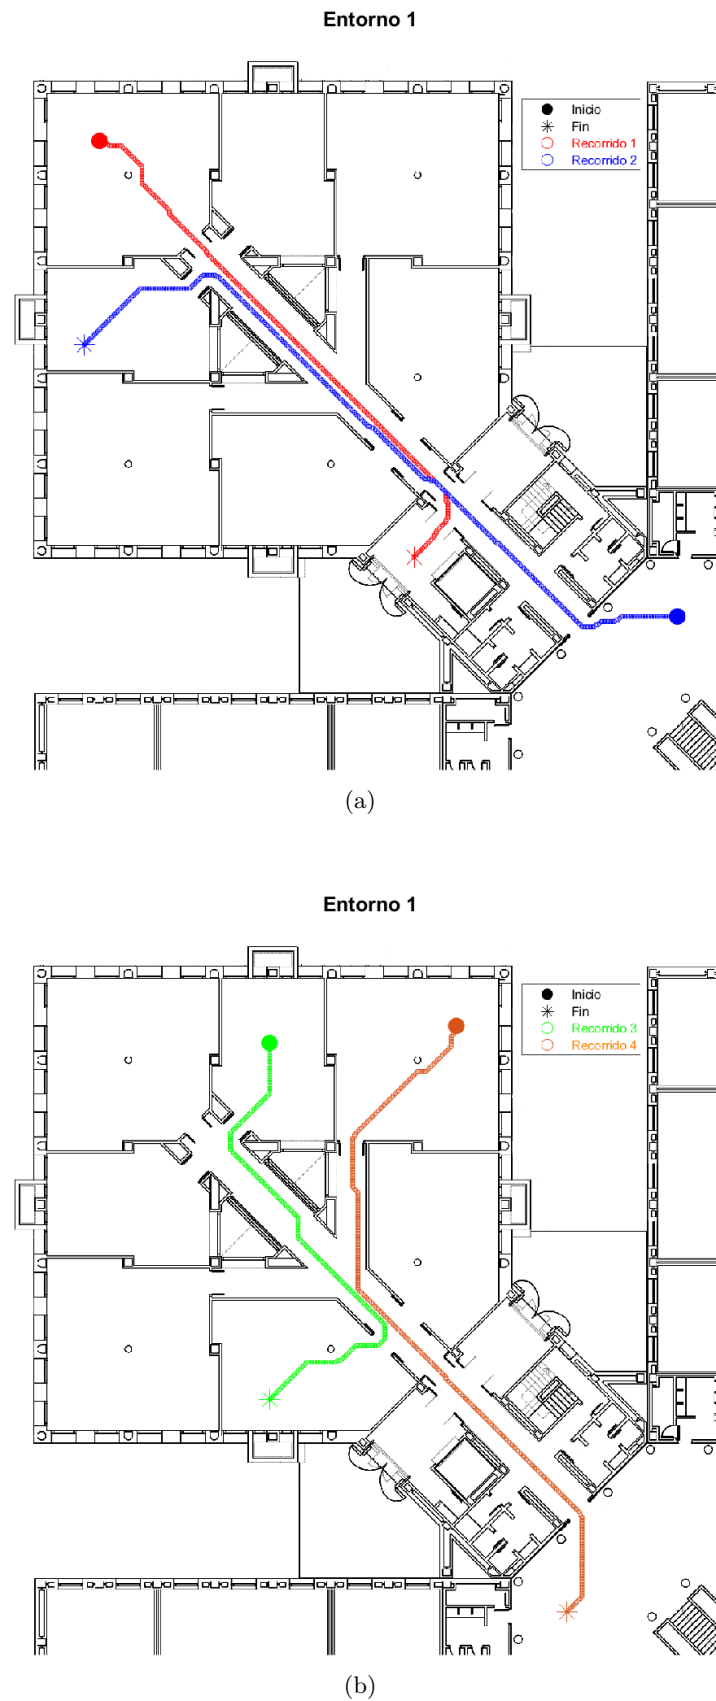 Entorno 1
Inicio
Fin
Recorrido 1
Recorrido 2
(a)
Entorno 1
Inicio
Fin
Recorrido 3
Recorrido 4
(b)